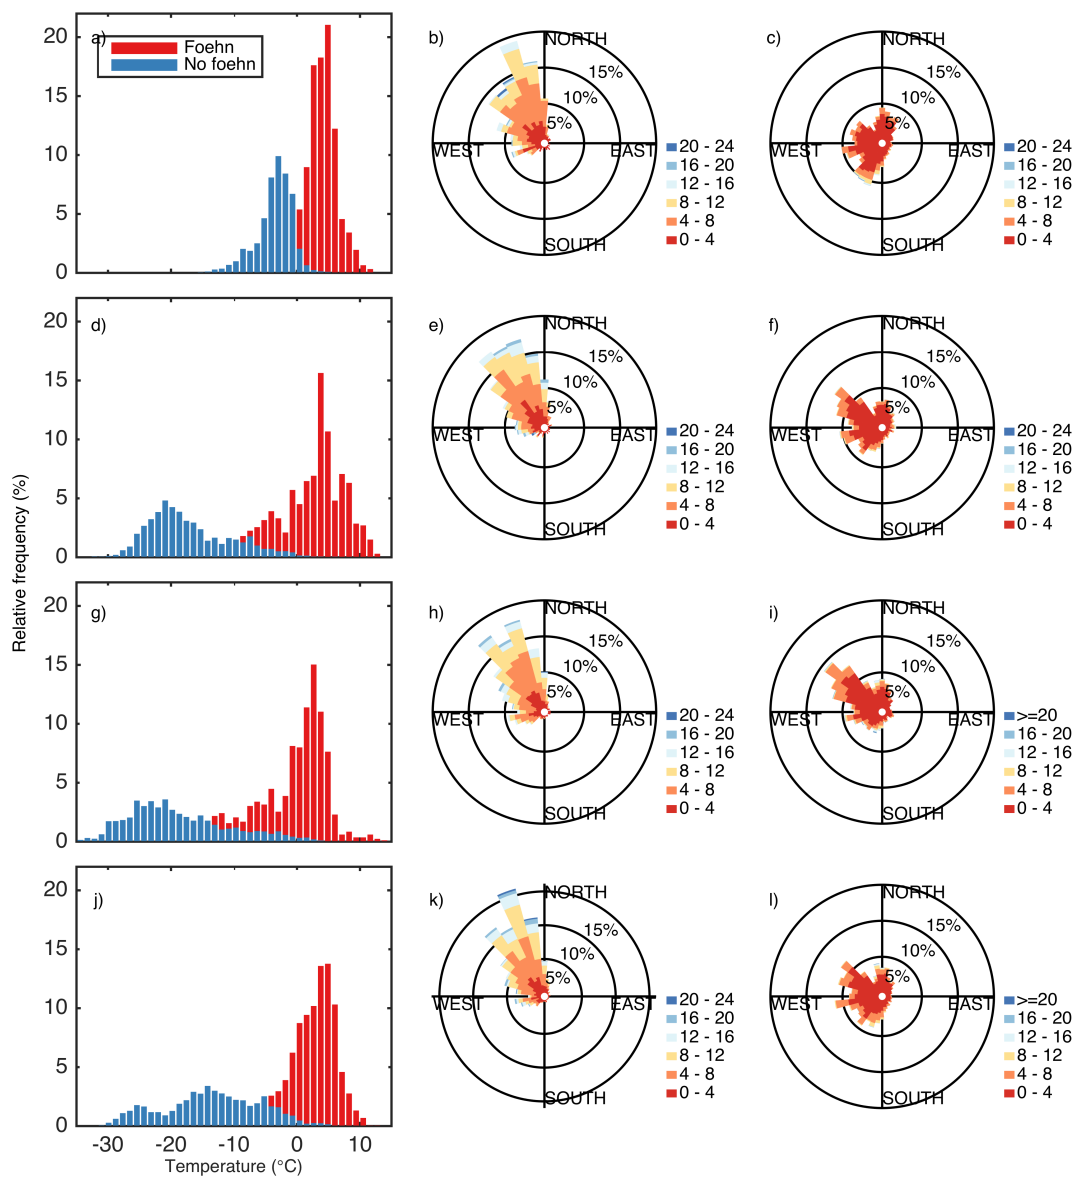 a)
Foehn
No foehn
20
15
10
5
0
b)
NORTH
15%
10%
5%
WEST
EAST
SOUTH
20 - 24
16 - 20
12 - 16
8 - 12
4 - 8
0 - 4
c)
NORTH
15%
10%
5%
WEST
EAST
SOUTH
20 - 24
16 - 20
12 - 16
8 - 12
4 - 8
0 - 4
d)
20
15
10
5
0
e)
NORTH
15%
10%
5%
WEST
EAST
SOUTH
20 - 24
16 - 20
12 - 16
8 - 12
4 - 8
0 - 4
f)
NORTH
15%
10%
5%
WEST
EAST
SOUTH
20 - 24
16 - 20
12 - 16
8 - 12
4 - 8
0 - 4
Relative frequency (%)
g)
20
15
10
5
0
h)
NORTH
15%
10%
5%
WEST
EAST
SOUTH
20 - 24
16 - 20
12 - 16
8 - 12
4 - 8
0 - 4
i)
NORTH
15%
10%
5%
WEST
EAST
SOUTH
>=20
16 - 20
12 - 16
8 - 12
4 - 8
0 - 4
j)
20
15
10
5
0
-30 -20 -10 0 10
Temperature (°C)
k)
NORTH
15%
10%
5%
WEST
EAST
SOUTH
20 - 24
16 - 20
12 - 16
8 - 12
4 - 8
0 - 4
l)
NORTH
15%
10%
5%
WEST
EAST
SOUTH
>=20
16 - 20
12 - 16
8 - 12
4 - 8
0 - 4